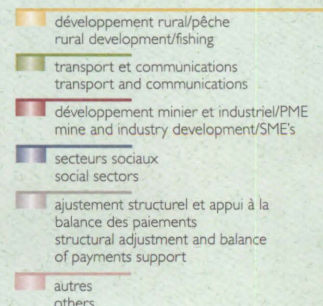 développement rural/pêche
rural development/fishing
transport et communications
transport and communications
développement minier et industriel/PME
mine and industry development/SME's
secteurs sociaux
social sectors
ajustement structurel et appui à la
balance des paiements
structural adjustment and balance
of payments support
autres
others